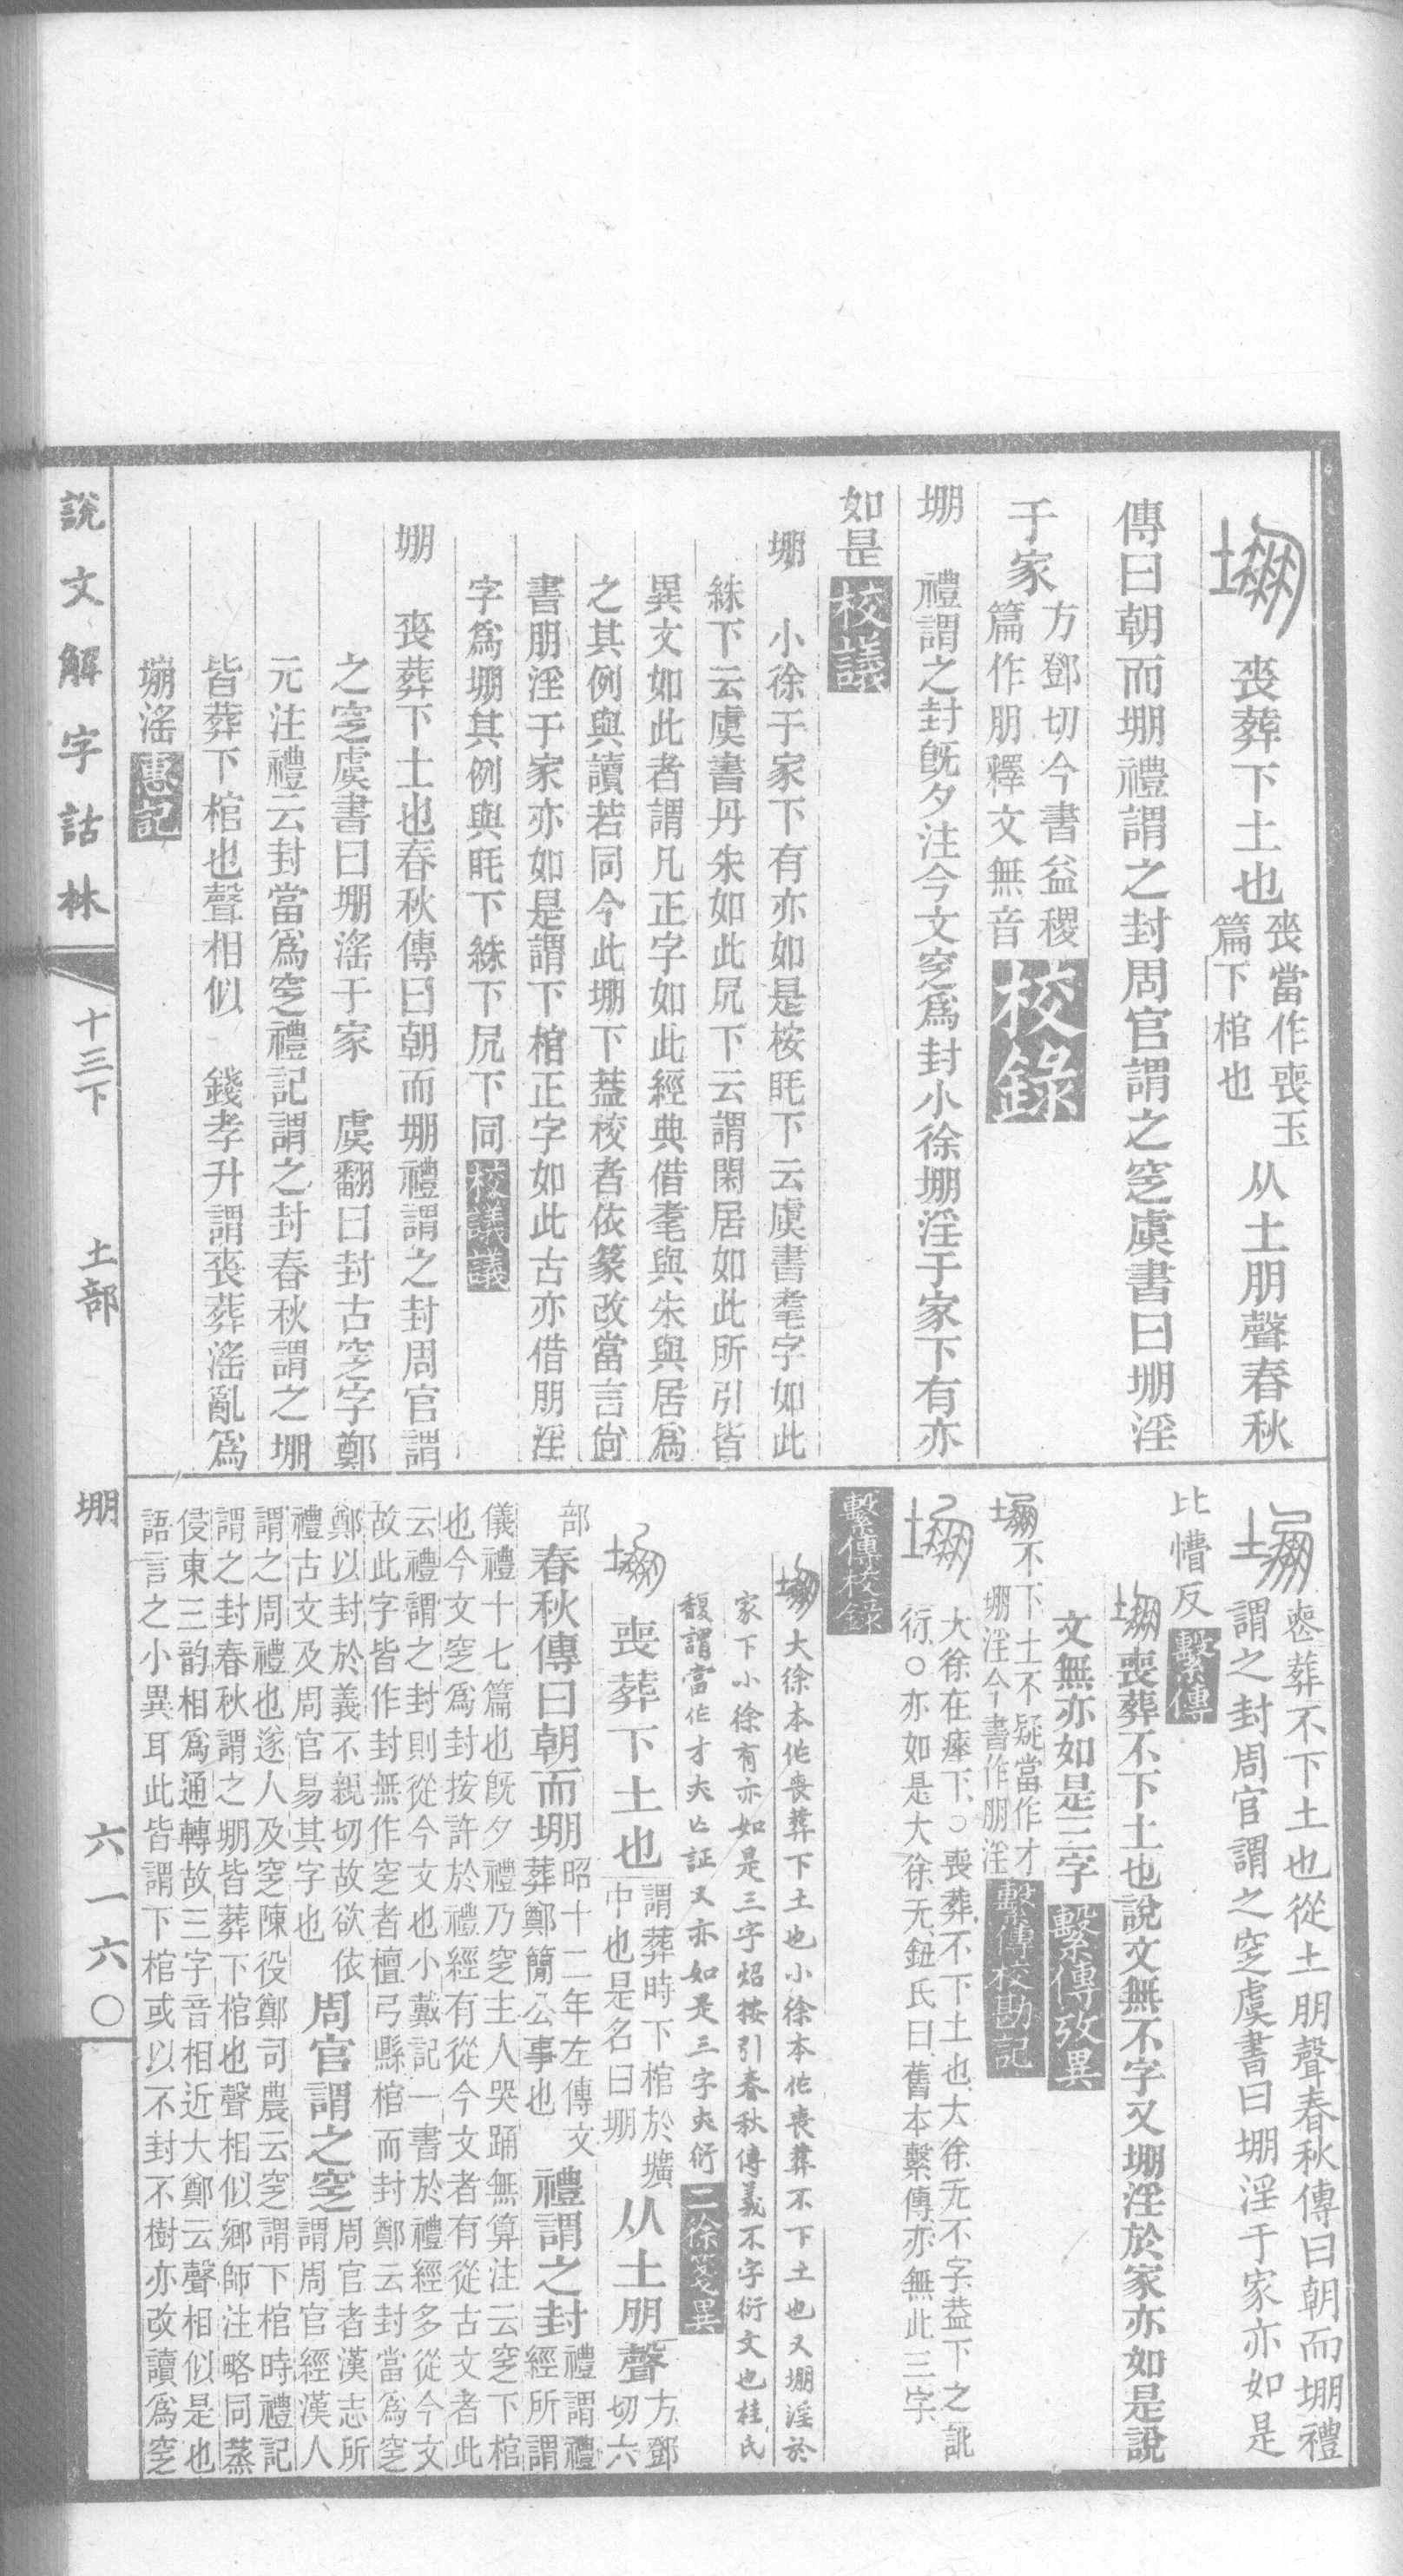 堋 喪葬下土也喪當作喪玉篇下棺也从土朋聲春秋
傳曰朝而堋禮謂之封周官謂之窆虞書曰堋淫
于家方鄧切今書益稷篇作朋釋文無音校錄
堋 禮謂之封旣夕注今文窆爲封小徐堋淫于家下有亦
如是校議
堋 小徐于家下有亦如是桉眊下云虞書耄字如此
絑下云虞書丹朱如此凥下云謂閑居如此所引皆
異文如此者謂凡正字如此經典借耄與朱與居爲
之其例與讀若同今此堋下葢校者依篆改當言尙
書朋淫于家亦如是謂下棺正字如此古亦借朋淫
字爲堋其例與眊下絑下凥下同校議議
堋 喪葬下土也春秋傳曰朝而堋禮謂之封周官謂
之窆虞書曰堋滛于家 虞翻曰封古窆字鄭
元注禮云封當爲窆禮記謂之封春秋謂之堋
皆葬下棺也聲相似 錢孝升謂喪葬滛亂爲
堋滛惠記
說文解字詁林 十三下 土部 堋 六一六〇
堋 喪葬不下土也從土朋聲春秋傳曰朝而堋禮
謂之封周官謂之窆虞書曰堋淫于家亦如是
比懵反繫傳
堋喪葬不下土也說文無不字又堋淫於家亦如是說
文無亦如是三字繫傳攷異
堋不下土不疑當作才堋淫今書作朋淫繫傳校勘記
堋 大徐在瘞下〇喪葬不下土也大徐无不字葢下之訛
衍〇亦如是大徐无鈕氏曰舊本繫傳亦無此三字
繫傳校錄
堋大徐本作喪葬下土也小徐本作喪葬不下土也又堋淫於
家下小徐有亦如是三字炤按引春秋傳義不字衍文也桂氏
馥謂當作才夾㠯証又亦如是三字夾衍二徐箋異
堋 喪葬下土也謂葬時下棺於壙中也是名曰堋从土朋聲方鄧切六
部春秋傳曰朝而堋昭十二年左傳文葬鄭簡公事也禮謂之封禮謂禮經所謂
儀禮十七篇也旣夕禮乃窆主人哭踊無算注云窆下棺
也今文窆爲封按許於禮經有從今文者有從古文者此
云禮謂之封則從今文也小戴記一書於禮經多從今文
故此字皆作封無作窆者檀弓縣棺而封鄭云封當爲窆
鄭以封於義不親切故欲依禮古文及周官易其字也周官謂之窆周官者漢志所謂周官經漢人
謂之周禮也遂人及窆陳役鄭司農云窆謂下棺時禮記
謂之封春秋謂之堋皆葬下棺也聲相似鄉師注略同蒸
侵東三韵相爲通轉故三字音相近大鄭云聲相似是也
語言之小異耳此皆謂下棺或以不封不樹亦改讀爲窆